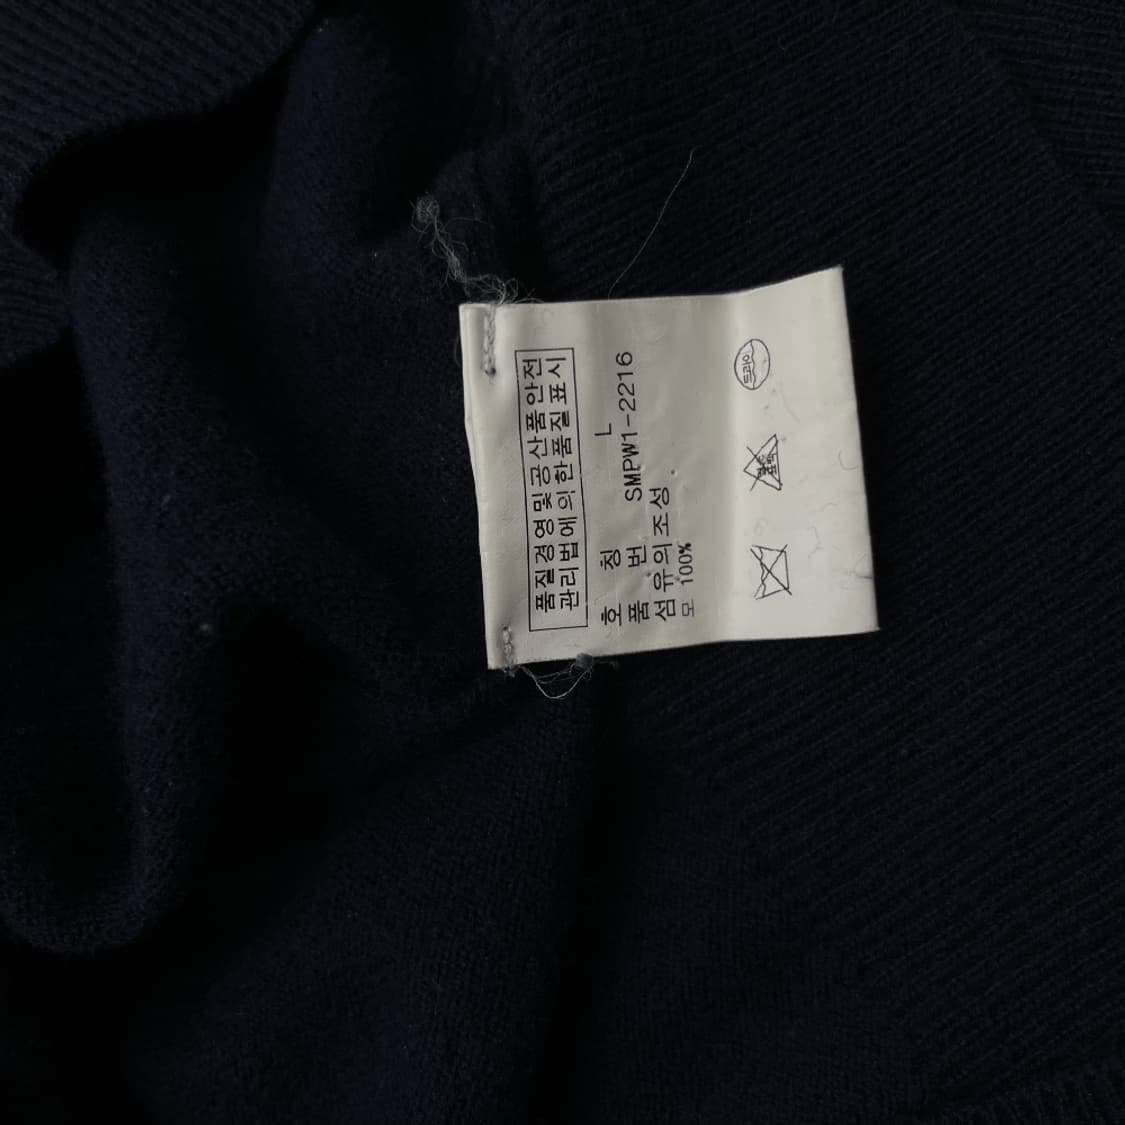 품질경영및공산품안전
관리법에의한품질표시
호 칭 L
품 번 SMPW1-2216
섬유의조성
모 100%
드라이